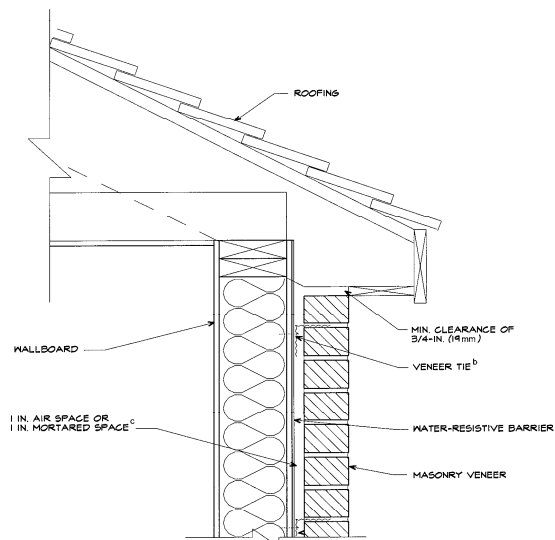 ROOFING
MIN. CLEARANCE OF
3/4-IN. (19mm)
WALLBOARD
VENEER TIE b
1 IN. AIR SPACE OR
1 IN. MORTARED SPACE c
WATER-RESISTIVE BARRIER
MASONRY VENEER